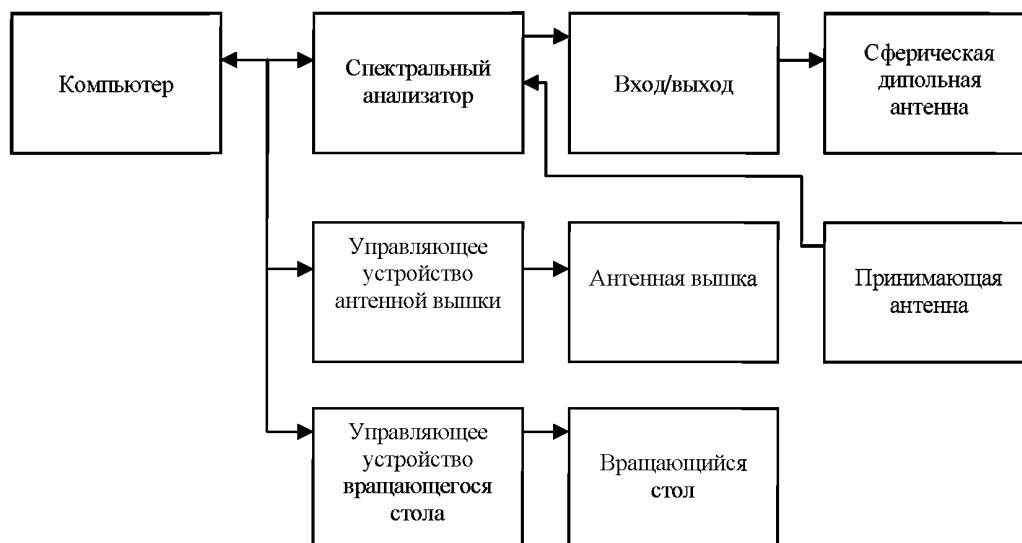 Компьютер
Спектральный
анализатор
Вход/выход
Сферическая
дипольная
антенна
Управляющее
устройство
антенной вышки
Антенная вышка
Принимающая
антенна
Управляющее
устройство
вращающегося
стола
Вращающийся
стол